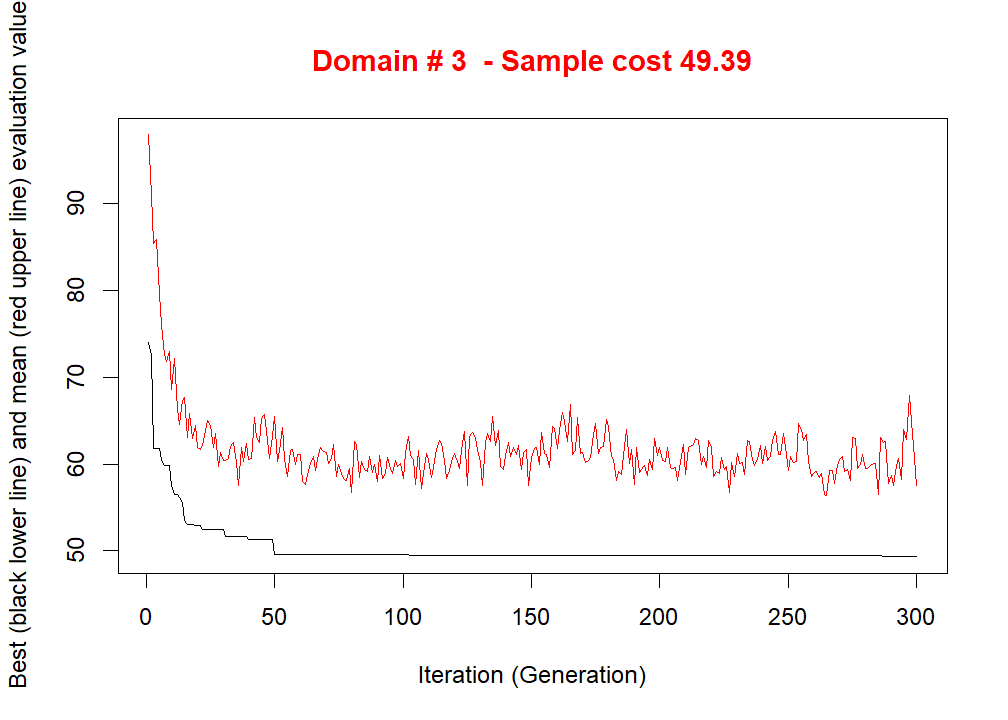 Domain # 3  - Sample cost 49.39
Best (black lower line) and mean (red upper line) evaluation value
90
80
70
60
50
0 50 100 150 200 250 300
Iteration (Generation)